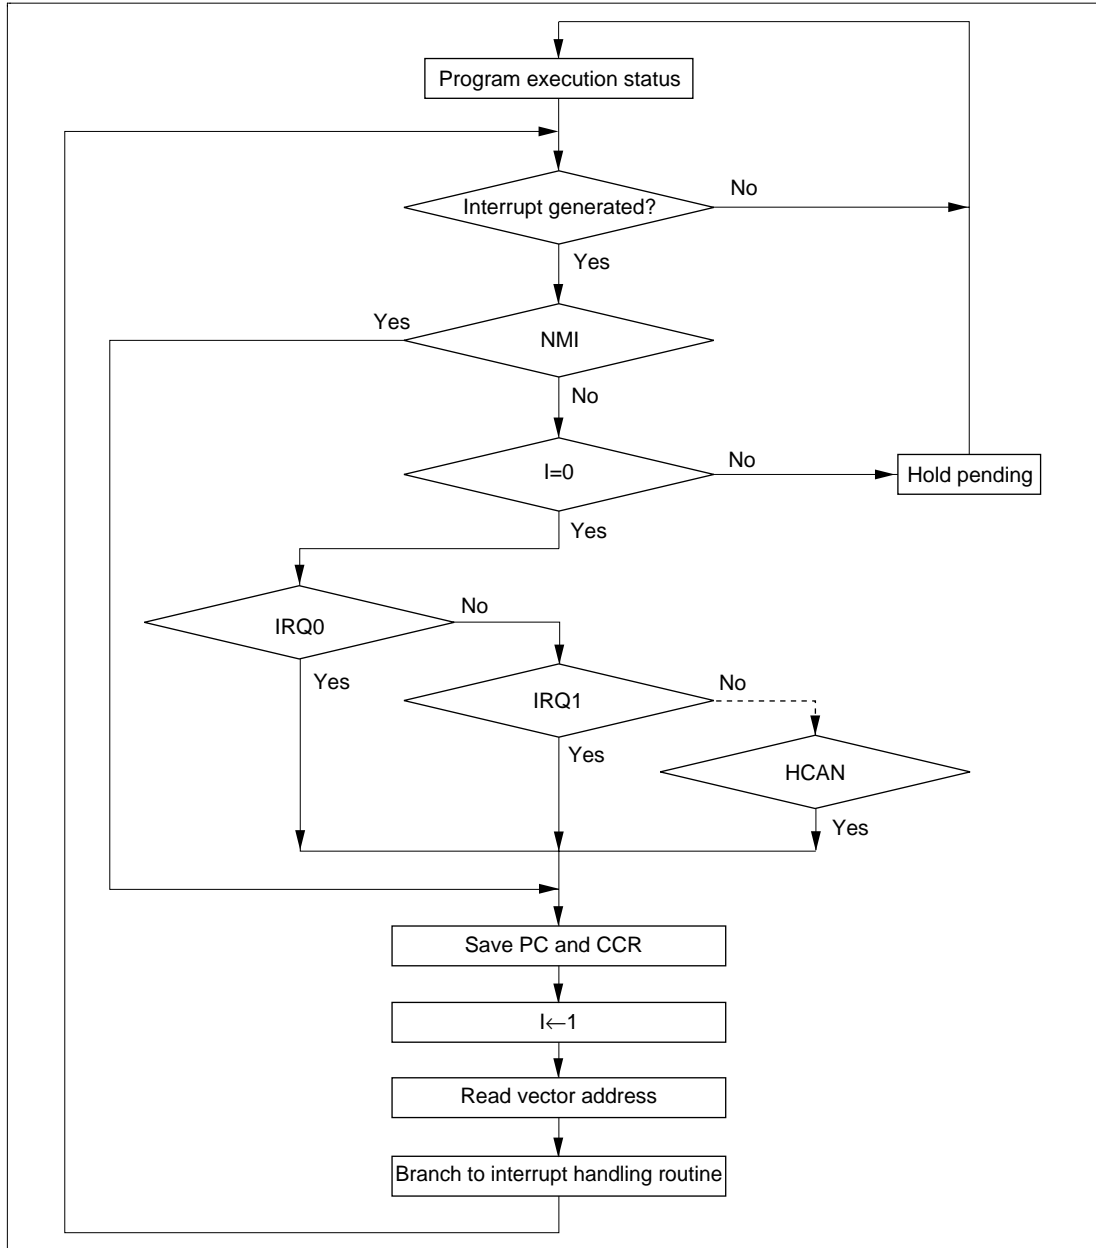 Program execution status
Interrupt generated?
No
Yes
Yes
NMI
No
I=0
No
Hold pending
Yes
IRQ0
No
Yes
IRQ1
No
Yes
HCAN
Yes
Save PC and CCR
I←1
Read vector address
Branch to interrupt handling routine